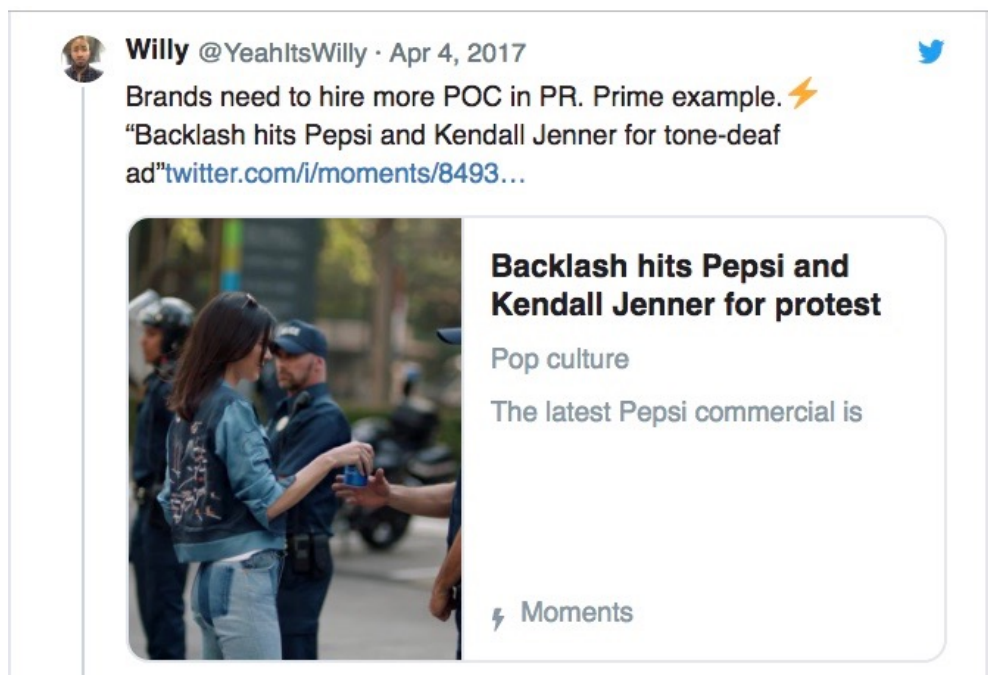 Willy @YeahItsWilly · Apr 4, 2017
Brands need to hire more POC in PR. Prime example.⚡
“Backlash hits Pepsi and Kendall Jenner for tone-deaf
ad”twitter.com/i/moments/8493…
Backlash hits Pepsi and
Kendall Jenner for protest
Pop culture
The latest Pepsi commercial is
Moments